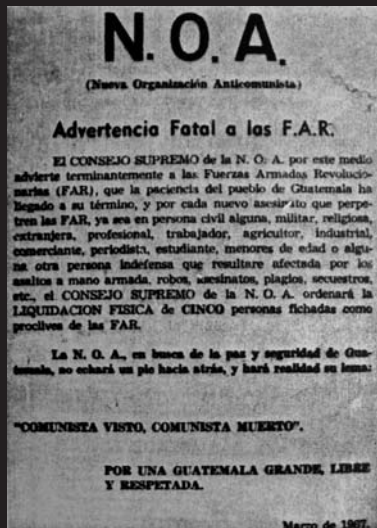 N. O. A.
(Nueva Organización Anticomunista)
Advertencia Fatal a las F.A.R.
El CONSEJO SUPREMO de la N. O. A. por este medio
advierte terminantemente a las Fuerzas Armadas Revolucio-
narias (FAR), que la paciencia del pueblo de Guatemala ha
llegado a su término, y por cada nuevo asesinato que perpe-
tren las FAR, ya sea en persona civil alguna, militar, religiosa,
extranjera, profesional, trabajador, agricultor, industrial,
comerciante, periodista, estudiante, menores de edad o algu-
na otra persona indefensa que resultare afectada por los
asaltos a mano armada, robos, asesinatos, plagios, secuestros,
etc., el CONSEJO SUPREMO de la N. O. A. ordenará la
LIQUIDACION FISICA de CINCO personas fichadas como
proclives de las FAR.
La N. O. A., en busca de la paz y seguridad de Gua-
temala, no echará un pie hacia atrás, y hará realidad su lema:
"COMUNISTA VISTO, COMUNISTA MUERTO".
POR UNA GUATEMALA GRANDE, LIBRE
Y RESPETADA.
Marzo de 1967.